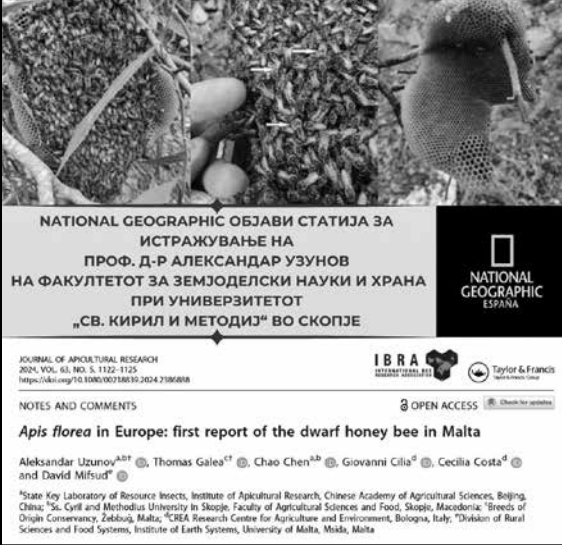 NATIONAL GEOGRAPHIC ОБЈАВИ СТАТИЈА ЗА
ИСТРАЖУВАЊЕ НА
ПРОФ. Д-Р АЛЕКСАНДАР УЗУНОВ
НА ФАКУЛТЕТОТ ЗА ЗЕМЈОДЕЛСКИ НАУКИ И ХРАНА
ПРИ УНИВЕРЗИТЕТОТ
„СВ. КИРИЛ И МЕТОДИЈ“ ВО СКОПЈЕ
NATIONAL
GEOGRAPHIC
ESPAÑA
JOURNAL OF APICULTURAL RESEARCH
2024, VOL. 63, NO. 5, 1122–1125
https://doi.org/10.1080/00218839.2024.2386888
IBRA
INTERNATIONAL BEE
RESEARCH ASSOCIATION
Taylor & Francis
Taylor & Francis Group
NOTES AND COMMENTS
OPEN ACCESS
Check for updates
Apis florea in Europe: first report of the dwarf honey bee in Malta
Aleksandar Uzunov a,b† , Thomas Galea c† , Chao Chen a,b , Giovanni Cilia d , Cecilia Costa d
and David Mifsud e
a State Key Laboratory of Resource Insects, Institute of Apicultural Research, Chinese Academy of Agricultural Sciences, Beijing,
China; b Ss. Cyril and Methodius University in Skopje, Faculty of Agricultural Sciences and Food, Skopje, Macedonia; c Breeds of
Origin Conservancy, Żebbuġ, Malta; d CREA Research Centre for Agriculture and Environment, Bologna, Italy; e Division of Rural
Sciences and Food Systems, Institute of Earth Systems, University of Malta, Msida, Malta